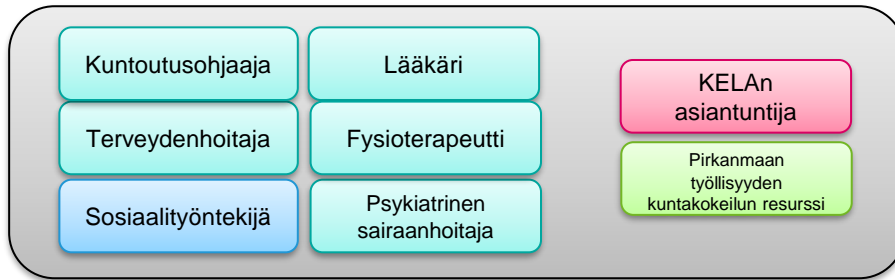 Kuntoutusohjaaja
Lääkäri
Terveydenhoitaja
Fysioterapeutti
Sosiaalityöntekijä
Psykiatrinen
sairaanhoitaja
KELAn
asiantuntija
Pirkanmaan
työllisyyden
kuntakokeilun resurssi